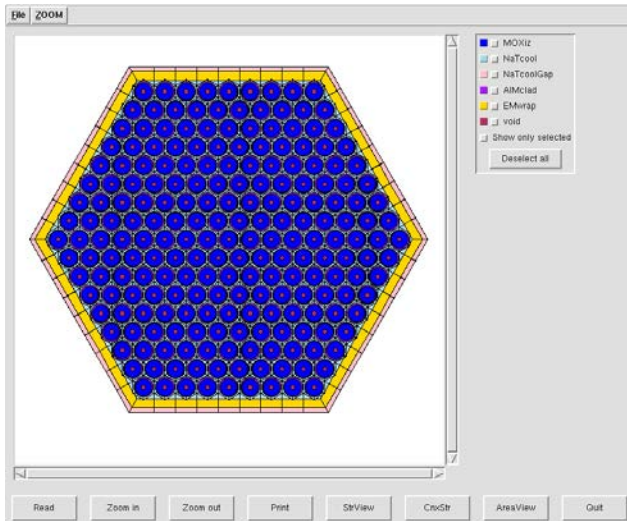 File ZOOM
MOXiz
NaTcool
NaTcoolGap
AIMclad
EMwrap
void
Show only selected
Deselect all
Read Zoom in Zoom out Print StrView CnxStr AreaView Quit